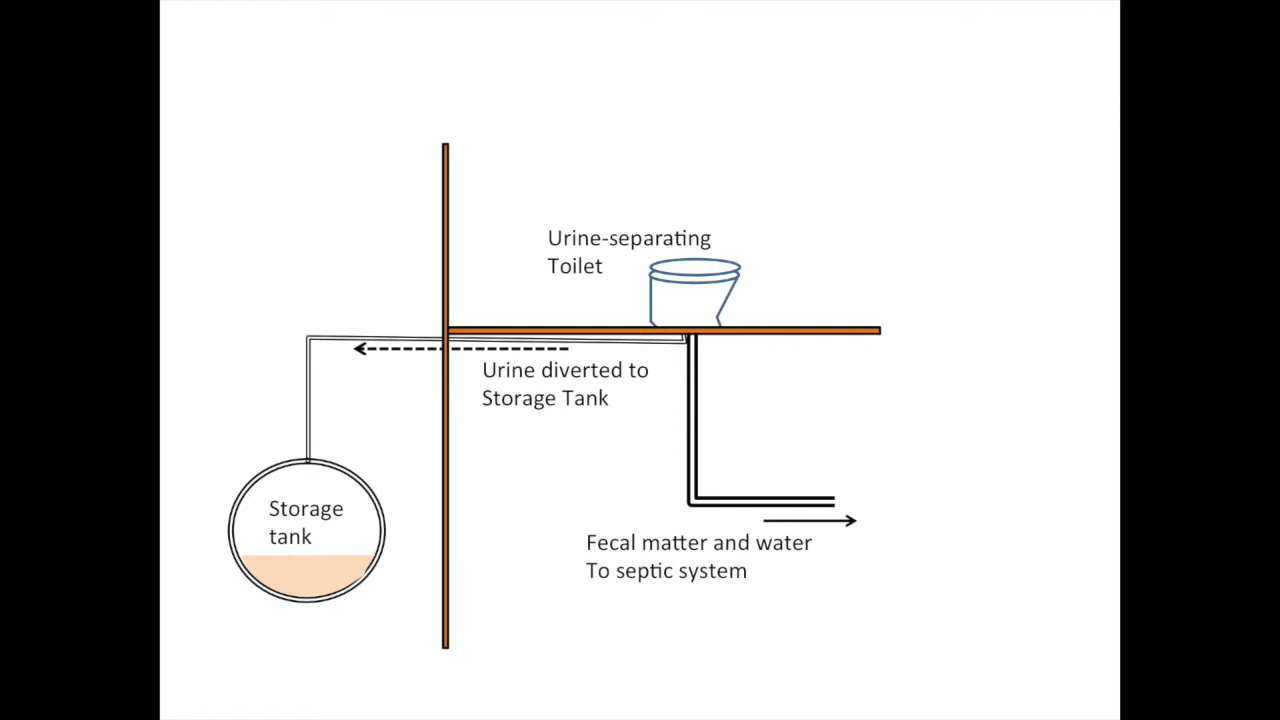 Urine-separating
Toilet
Urine diverted to
Storage Tank
Storage
tank
Fecal matter and water
To septic system